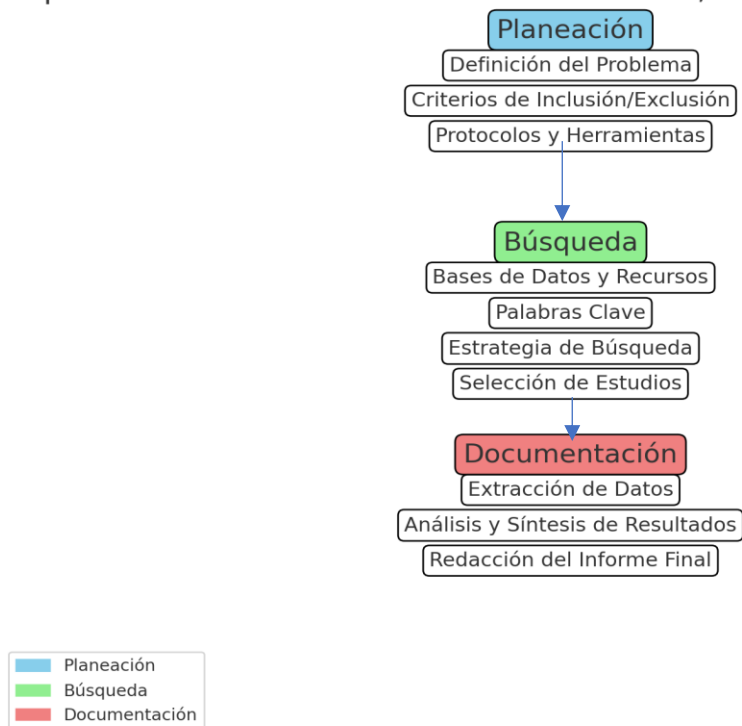 Planeación
Definición del Problema
Criterios de Inclusión/Exclusión
Protocolos y Herramientas
Búsqueda
Bases de Datos y Recursos
Palabras Clave
Estrategia de Búsqueda
Selección de Estudios
Documentación
Extracción de Datos
Análisis y Síntesis de Resultados
Redacción del Informe Final
Planeación
Búsqueda
Documentación